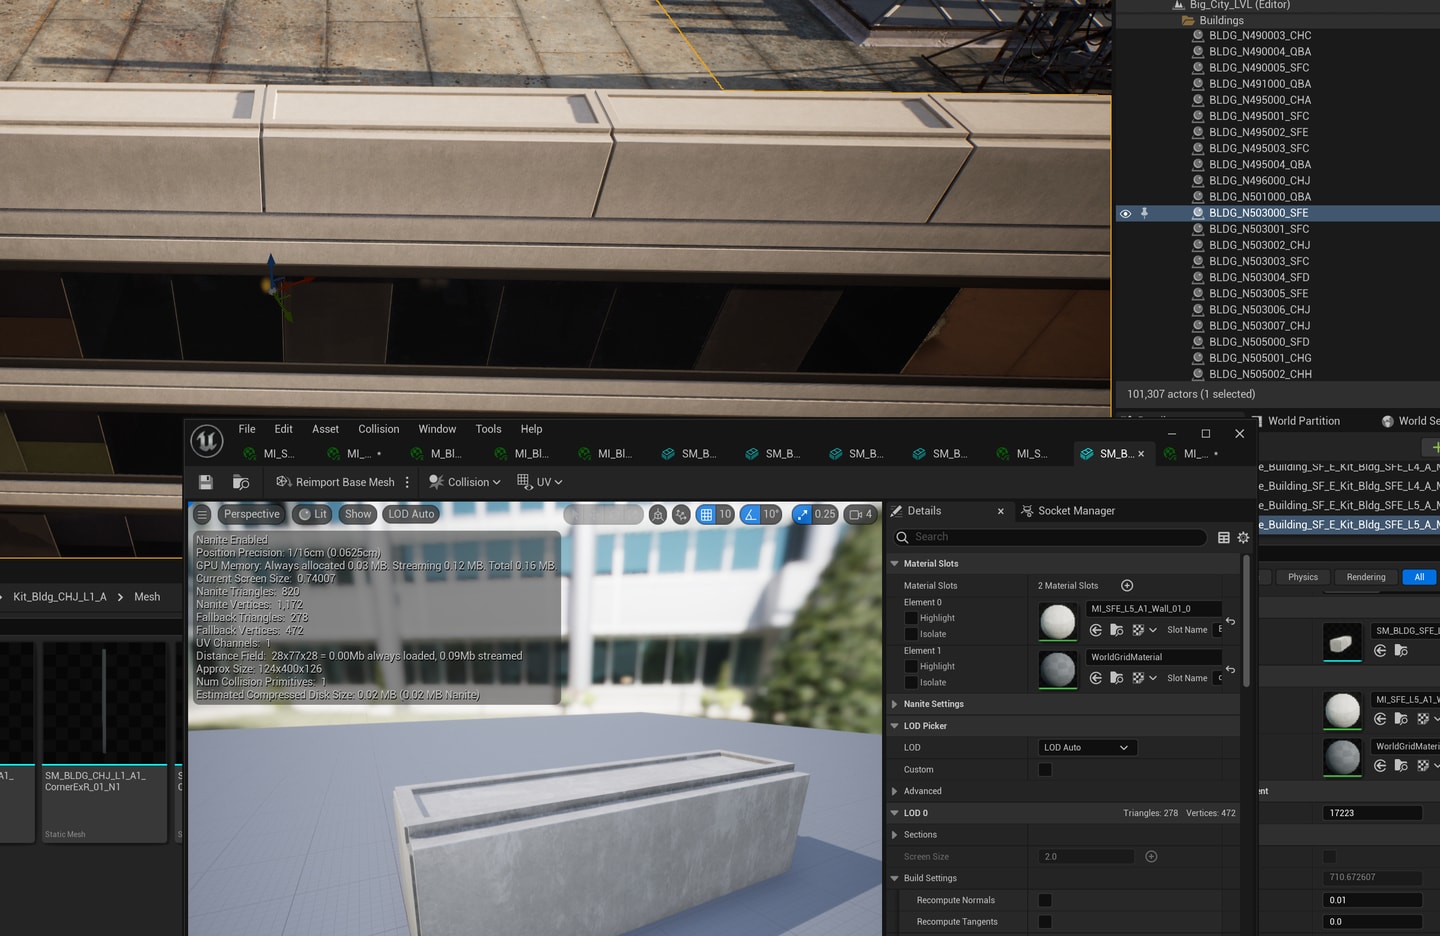 Big_City_LVL (Editor)
Buildings
BLDG_N490003_CHC
BLDG_N490004_QBA
BLDG_N490005_SFC
BLDG_N491000_QBA
BLDG_N495000_CHA
BLDG_N495001_SFC
BLDG_N495002_SFE
BLDG_N495003_SFC
BLDG_N495004_QBA
BLDG_N496000_CHJ
BLDG_N501000_QBA
BLDG_N503000_SFE
BLDG_N503001_SFC
BLDG_N503002_CHJ
BLDG_N503003_SFC
BLDG_N503004_SFD
BLDG_N503005_SFE
BLDG_N503006_CHJ
BLDG_N503007_CHJ
BLDG_N505000_SFD
BLDG_N505001_CHG
BLDG_N505002_CHH
101,307 actors (1 selected)
World Partition
World Se
File Edit Asset Collision Window Tools Help
MI_S... MI_... • M_Bl... MI_Bl... MI_Bl... SM_B... SM_B... SM_B... SM_B... MI_S... SM_B... × MI_... •
Reimport Base Mesh Collision UV
Perspective Lit Show LOD Auto 10 10° 0.25 4
Nanite Enabled
Position Precision: 1/16cm (0.0625cm)
GPU Memory: Always allocated 0.03 MB. Streaming 0.12 MB. Total 0.16 MB.
Current Screen Size: 0.74007
Nanite Triangles: 820
Nanite Vertices: 1,172
Fallback Triangles: 278
Fallback Vertices: 472
UV Channels: 1
Distance Field: 28x77x28 = 0.00Mb always loaded, 0.09Mb streamed
Approx Size: 124x400x126
Num Collision Primitives: 1
Estimated Compressed Disk Size: 0.02 MB (0.02 MB Nanite)
Details × Socket Manager
Search
Material Slots
Material Slots 2 Material Slots
Element 0
Highlight
Isolate
MI_SFE_L5_A1_Wall_01_0
Slot Name
Element 1
Highlight
Isolate
WorldGridMaterial
Slot Name
Nanite Settings
LOD Picker
LOD LOD Auto
Custom
Advanced
LOD 0 Triangles: 278 Vertices: 472
Sections
Screen Size 2.0
Build Settings
Recompute Normals
Recompute Tangents
e_Building_SF_E_Kit_Bldg_SFE_L4_A_M
e_Building_SF_E_Kit_Bldg_SFE_L5_A_M
e_Building_SF_E_Kit_Bldg_SFE_L5_A_M
e_Building_SF_E_Kit_Bldg_SFE_L5_A_M
Physics Rendering All
SM_BLDG_SFE_L
MI_SFE_L5_A1_W
WorldGridMateri
ent
17223
710.672607
0.01
0.0
Kit_Bldg_CHJ_L1_A > Mesh
A1_
SM_BLDG_CHJ_L1_A1_
CornerExR_01_N1
Static Mesh